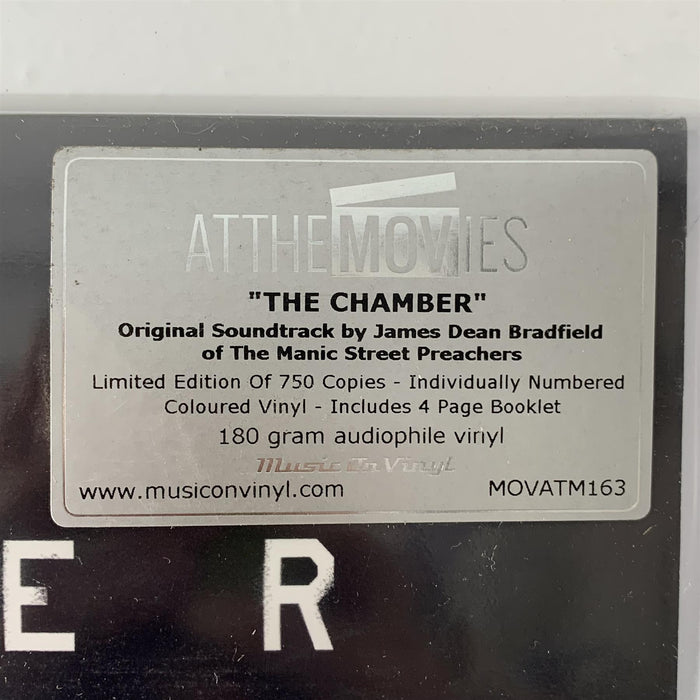 ATTHEMOVIES
"THE CHAMBER"
Original Soundtrack by James Dean Bradfield
of The Manic Street Preachers
Limited Edition Of 750 Copies - Individually Numbered
Coloured Vinyl - Includes 4 Page Booklet
180 gram audiophile vinyl
Music On Vinyl
www.musiconvinyl.com MOVATM163
E R